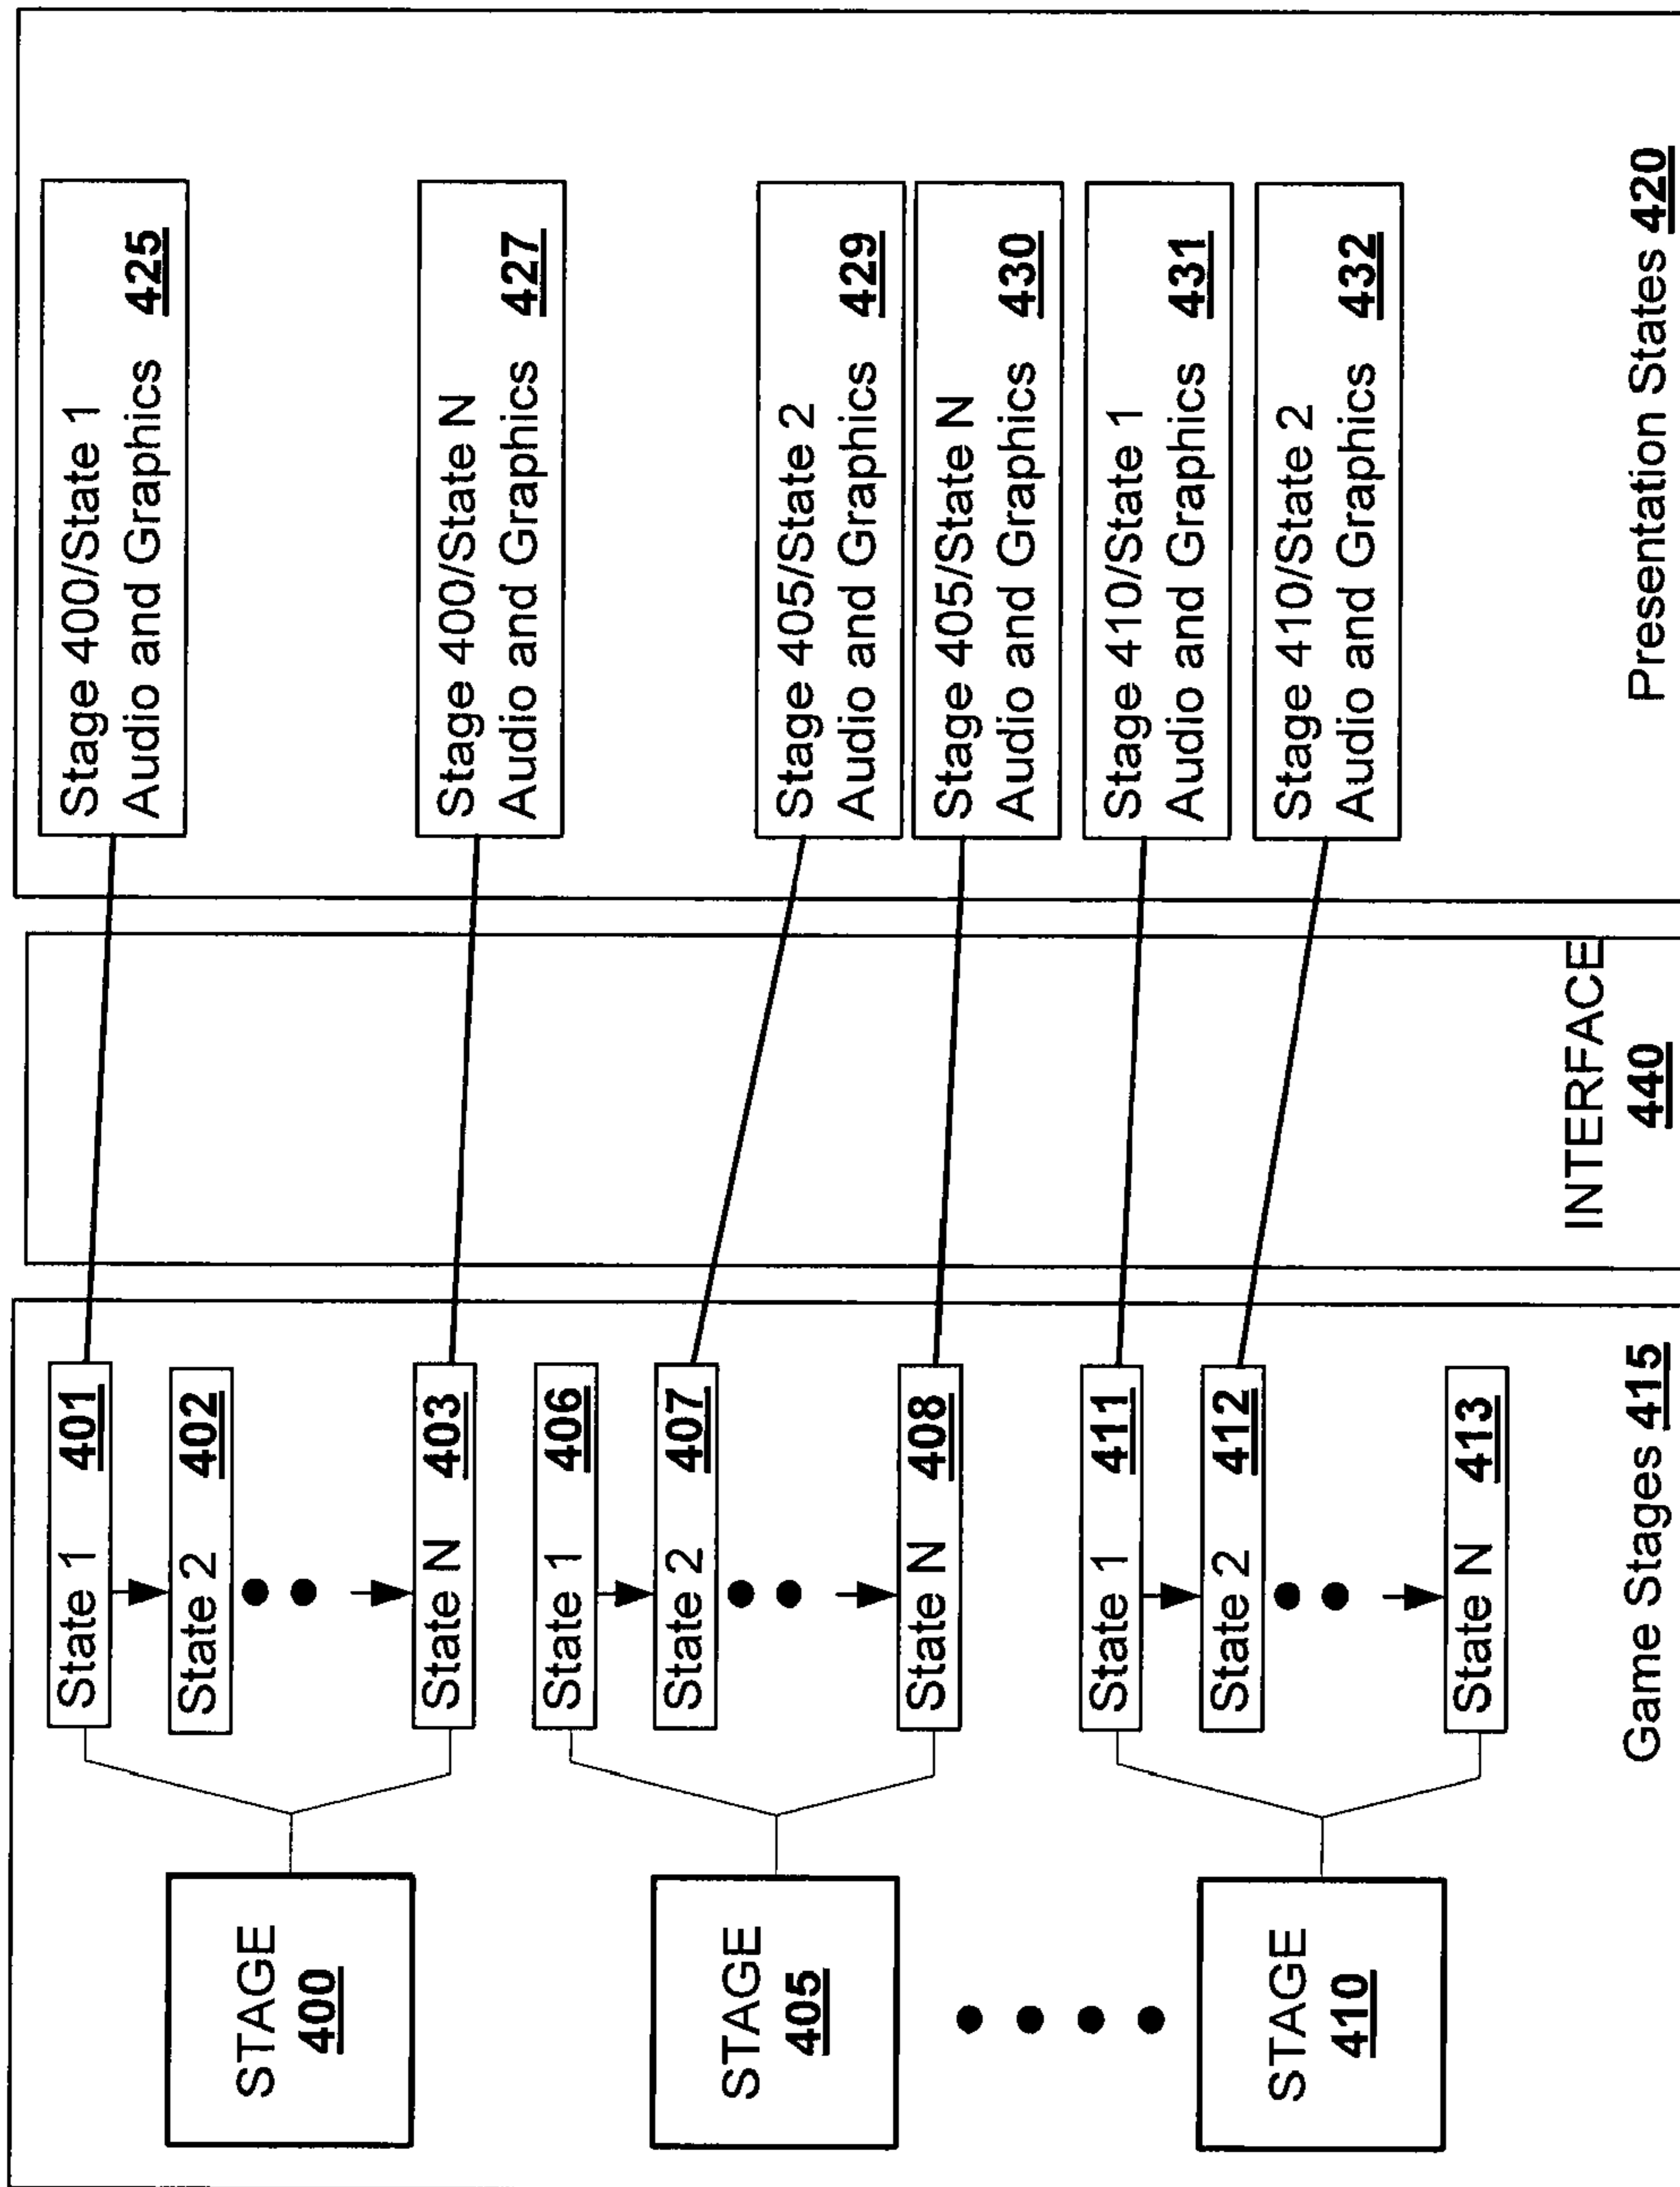 STAGE
400
State 1 401
State 2 402
State N 403
STAGE
405
State 1 406
State 2 407
State N 408
STAGE
410
State 1 411
State 2 412
State N 413
Game Stages 415
INTERFACE
440
Stage 400/State 1
Audio and Graphics 425
Stage 400/State N
Audio and Graphics 427
Stage 405/State 2
Audio and Graphics 429
Stage 405/State N
Audio and Graphics 430
Stage 410/State 1
Audio and Graphics 431
Stage 410/State 2
Audio and Graphics 432
Presentation States 420